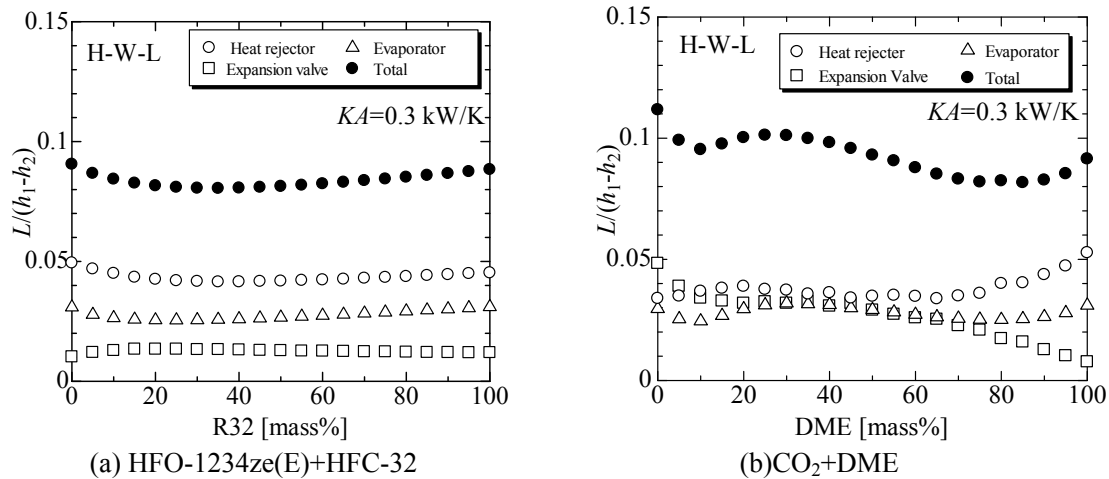 0.15
H-W-L
Heat rejector
Evaporator
Expansion valve
Total
KA=0.3 kW/K
0.1
0.05
0
L/(h1-h2)
0 20 40 60 80 100
R32 [mass%]
(a) HFO-1234ze(E)+HFC-32
0.15
H-W-L
Heat rejecter
Evaporator
Expansion Valve
Total
KA=0.3 kW/K
0.1
0.05
0
L/(h1-h2)
0 20 40 60 80 100
DME [mass%]
(b)CO2+DME